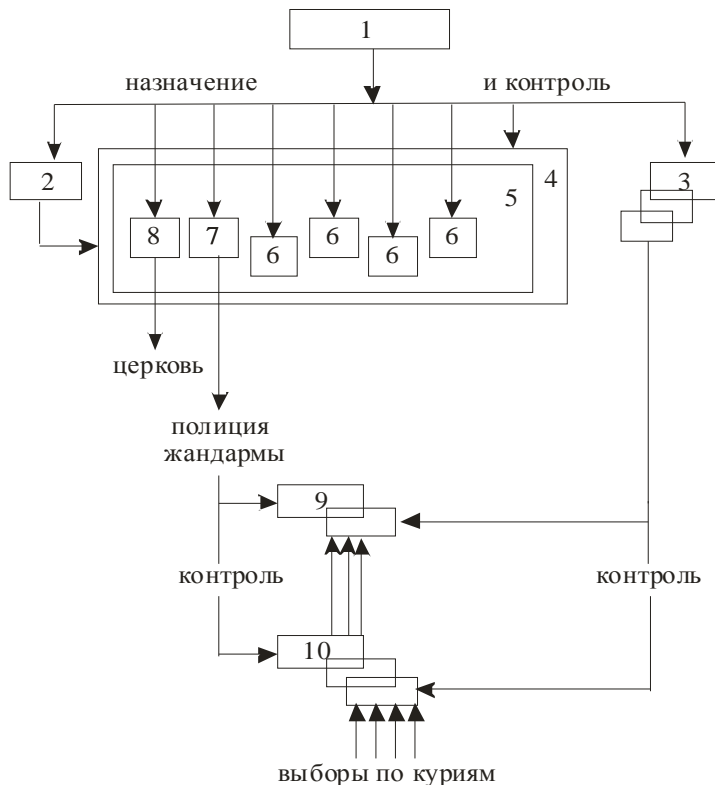 1
назначение и контроль
2
4
3
5
8 7 6 6 6 6
церковь
полиция
жандармы
9
контроль контроль
10
выборы по куриям